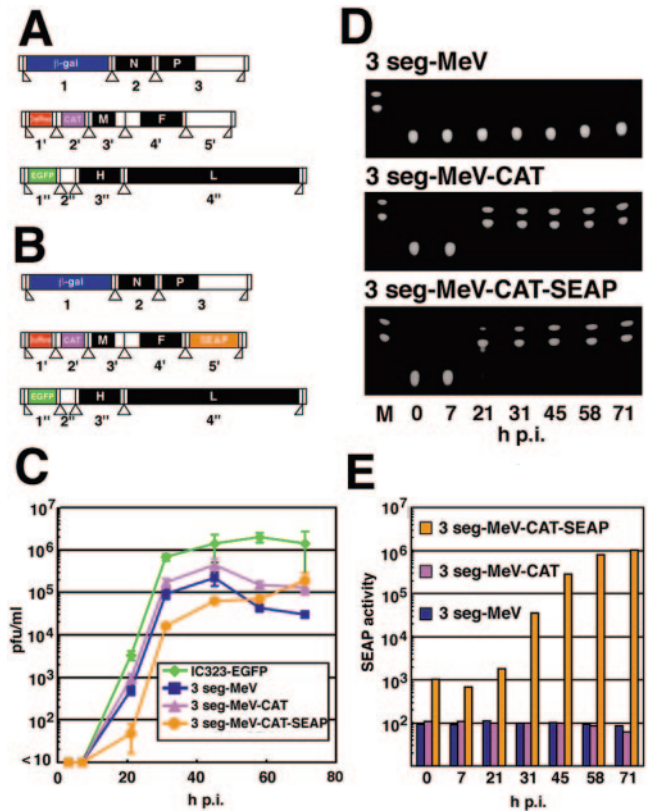 A
β-gal N P
1 2 3
CAT M F
1' 2' 3' 4' 5'
EGFP H L
1" 2" 3" 4"
B
β-gal N P
1 2 3
CAT M F SEAP
1' 2' 3' 4' 5'
EGFP H L
1" 2" 3" 4"
C
10⁷
10⁶
10⁵
10⁴
10³
10²
<10
pfu/ml
0 20 40 60 80
h p.i.
IC323-EGFP
3 seg-MeV
3 seg-MeV-CAT
3 seg-MeV-CAT-SEAP
D
3 seg-MeV
3 seg-MeV-CAT
3 seg-MeV-CAT-SEAP
M 0 7 21 31 45 58 71
h p.i.
E
10⁷
10⁶
10⁵
10⁴
10³
10²
SEAP activity
3 seg-MeV-CAT-SEAP
3 seg-MeV-CAT
3 seg-MeV
0 7 21 31 45 58 71
h p.i.